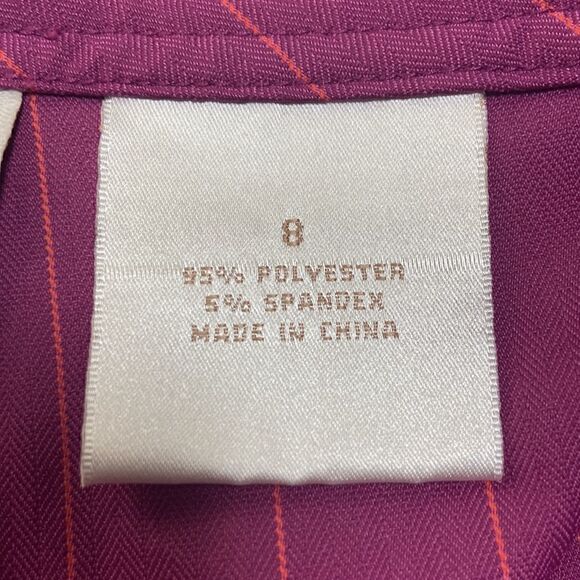 8
95% POLYESTER
5% SPANDEX
MADE IN CHINA